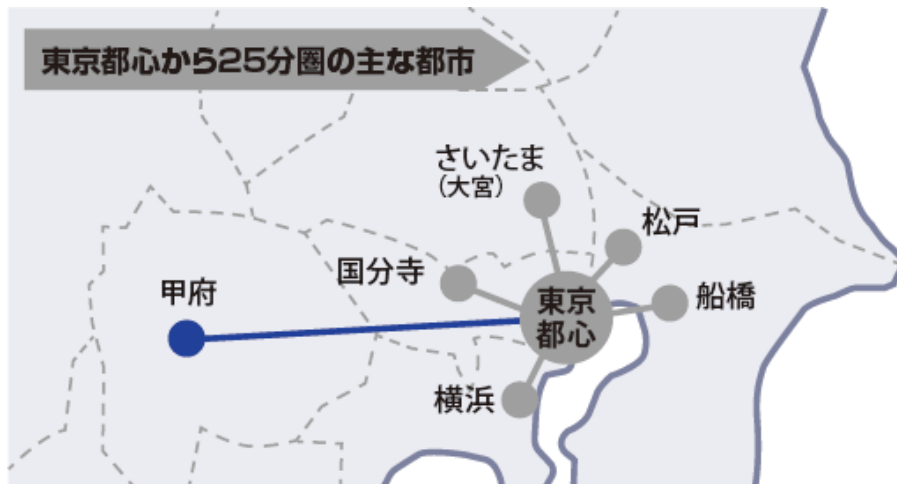 東京都心から25分圏の主な都市
さいたま
（大宮）
松戸
国分寺
甲府
東京
都心
船橋
横浜